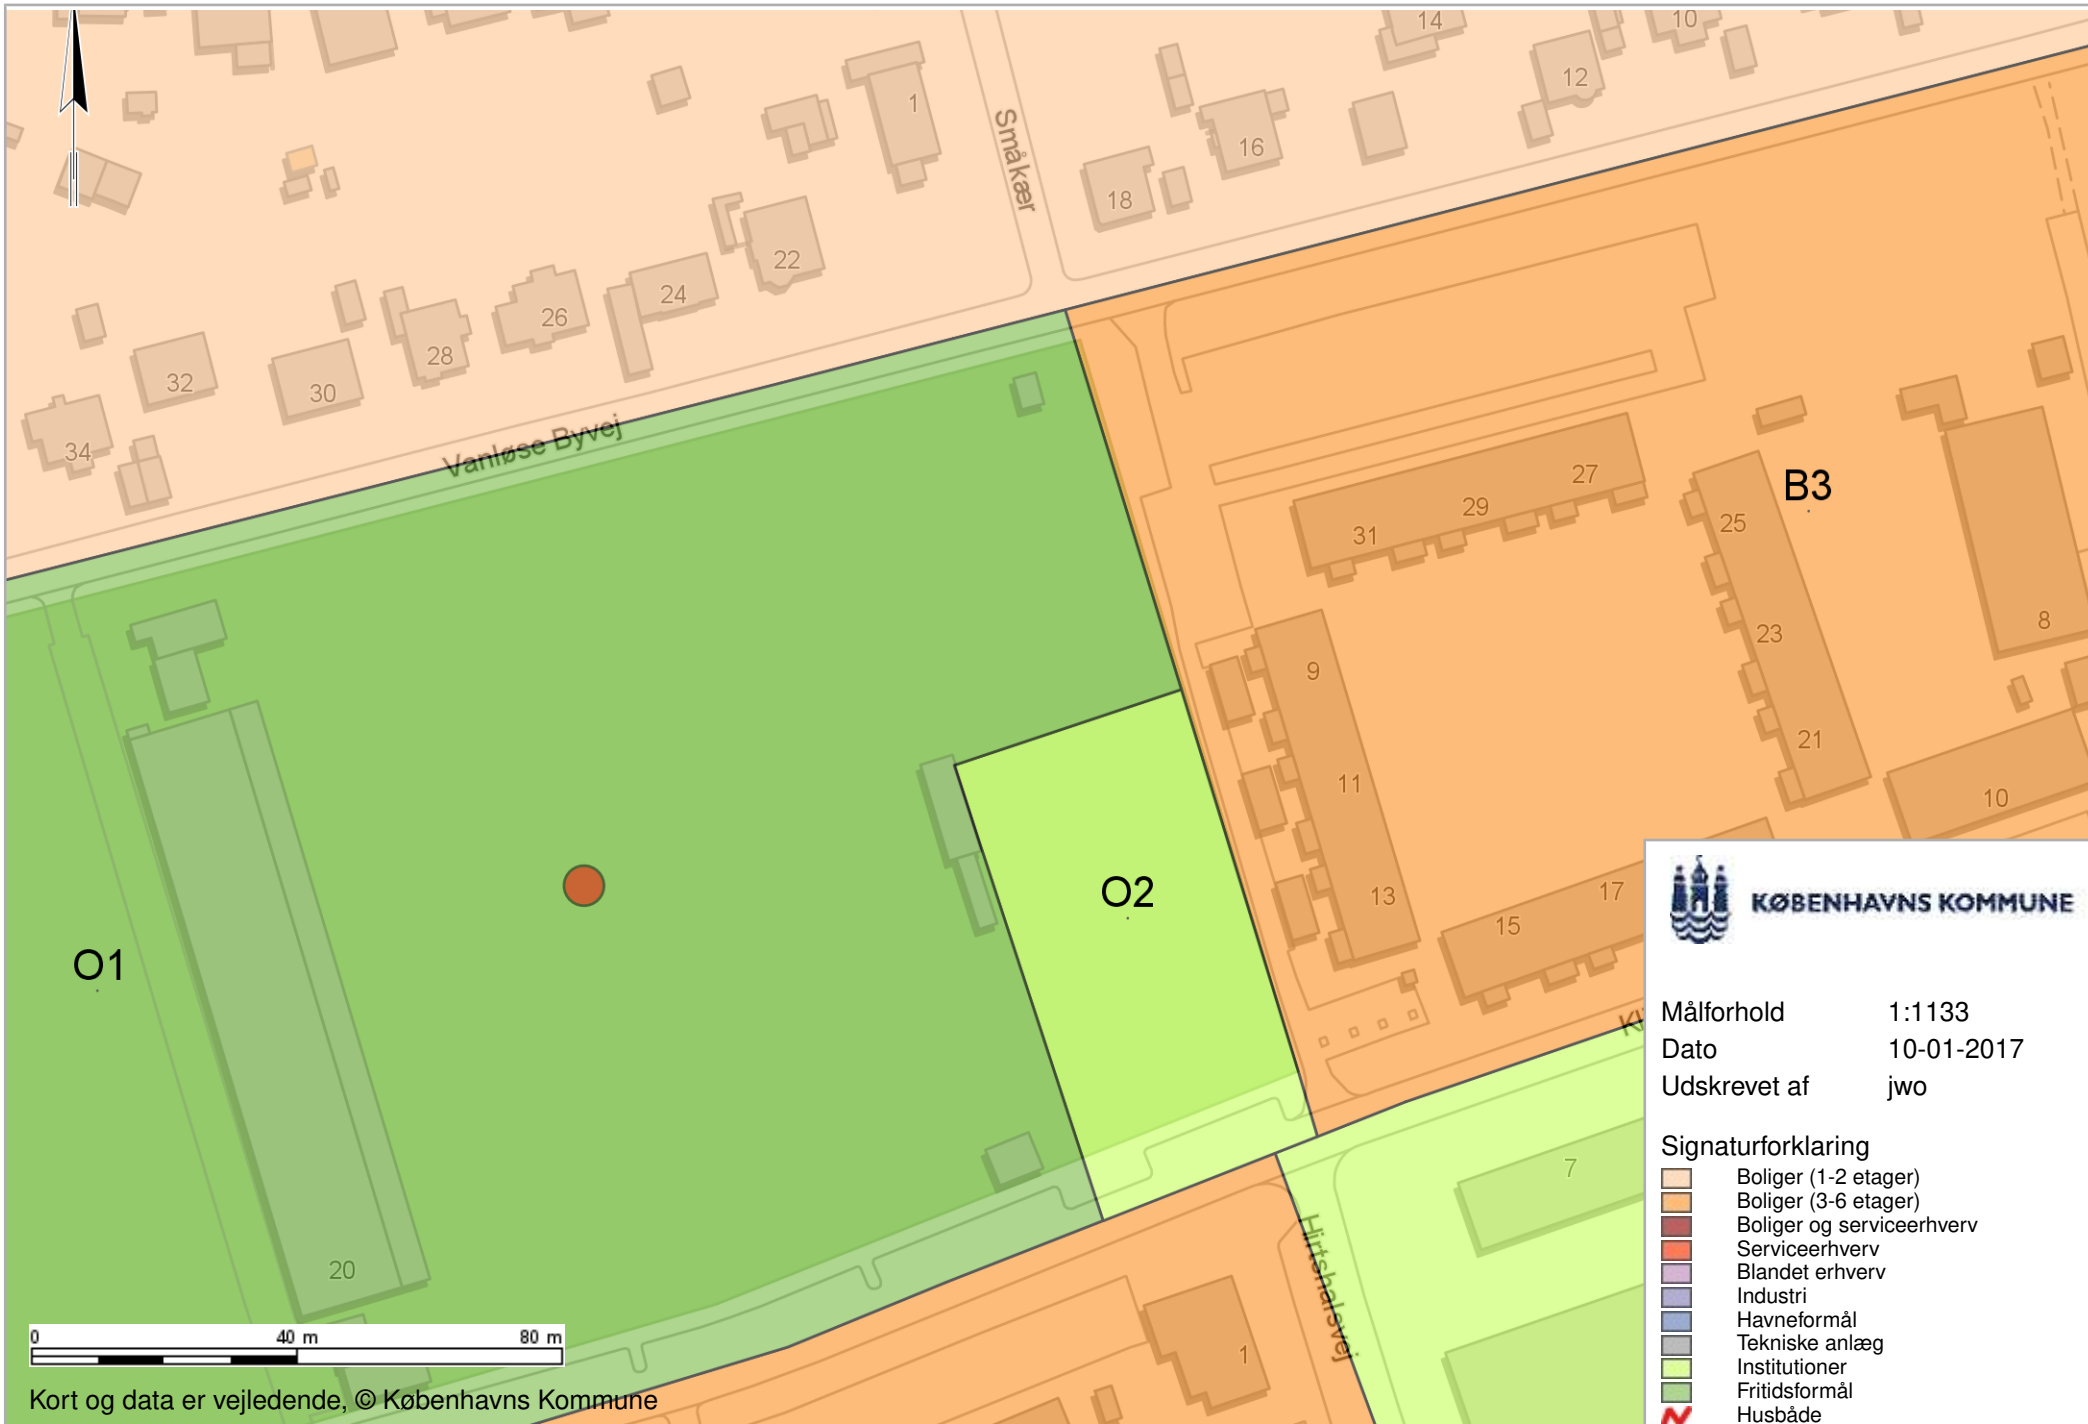 14
10
12
1
Småkær
16
18
22
24
26
28
30
32
34
Vanløse Byvej
27
29
31
B3
25
23
8
21
10
9
11
13
O2
O1
15
17
20
7
1
Hirtshalsvej
KØBENHAVNS KOMMUNE
Målforhold 1:1133
Dato 10-01-2017
Udskrevet af jwo
Signaturforklaring
Boliger (1-2 etager)
Boliger (3-6 etager)
Boliger og serviceerhverv
Serviceerhverv
Blandet erhverv
Industri
Havneformål
Tekniske anlæg
Institutioner
Fritidsformål
Husbåde
0 40 m 80 m
Kort og data er vejledende, © Københavns Kommune